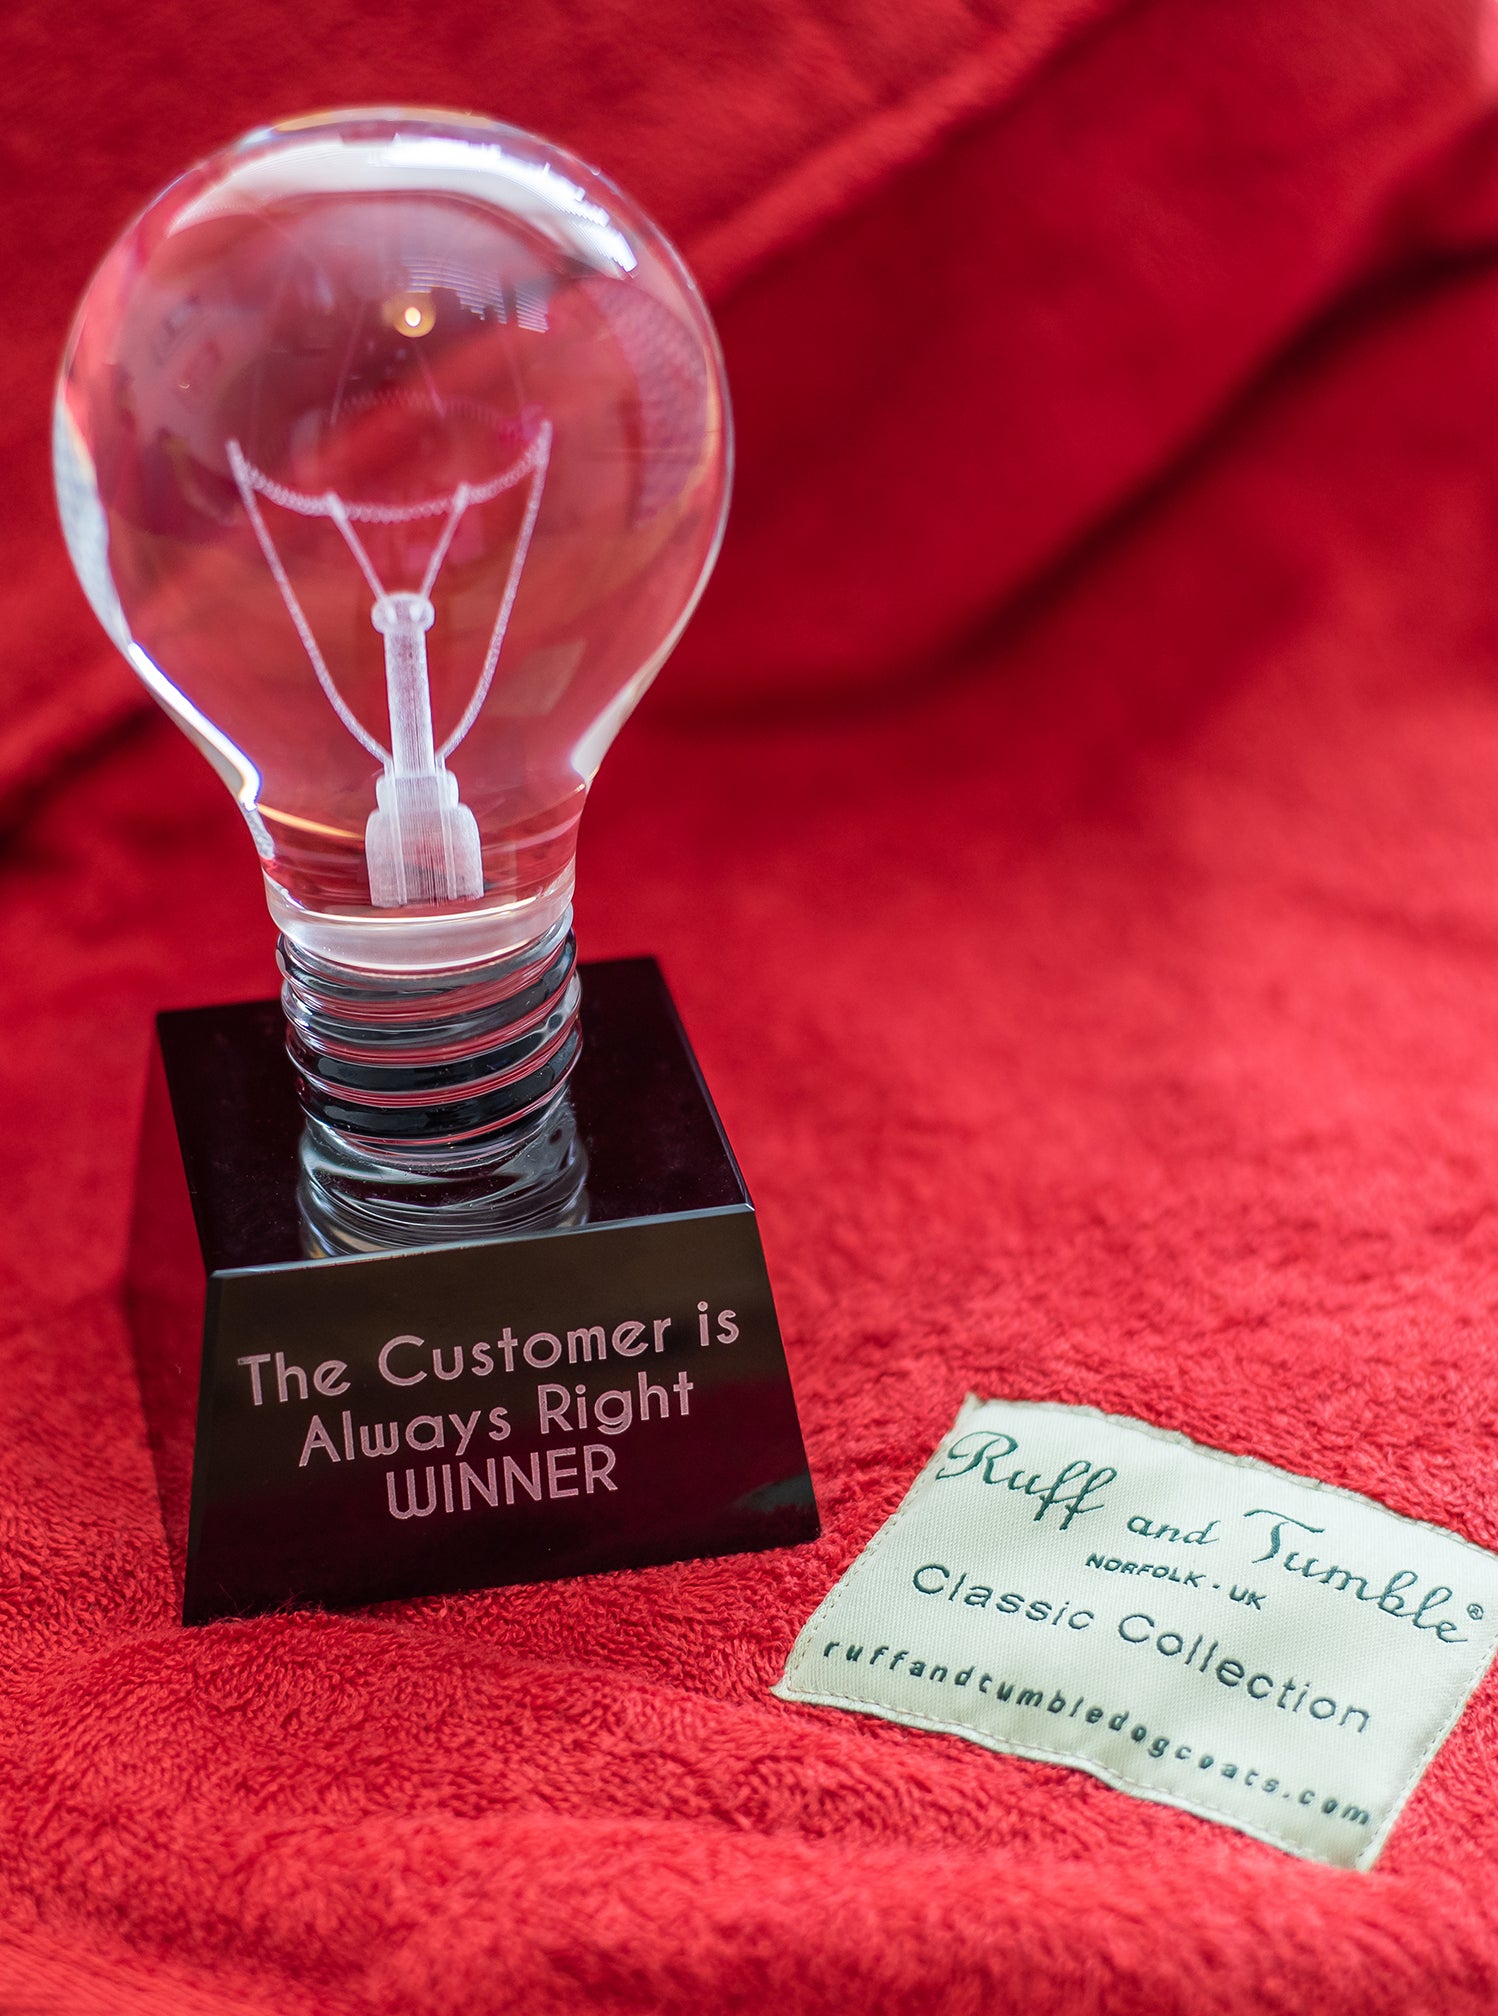 The Customer is
Always Right
WINNER
Ruff and Tumble®
NORFOLK - UK
Classic Collection
ruffandtumbledogcoats.com